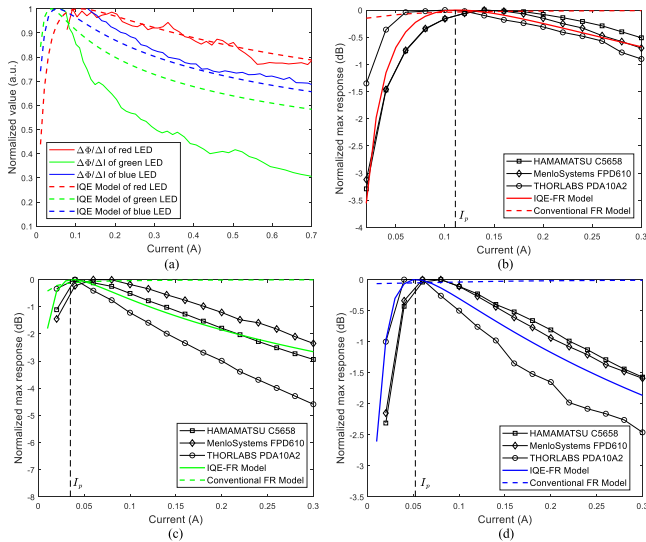 1
0.9
0.8
0.7
0.6
0.5
0.4
0.3
0.2
0.1
Normalized value (a.u.)
ΔΦ/ΔI of red LED
ΔΦ/ΔI of green LED
ΔΦ/ΔI of blue LED
IQE Model of red LED
IQE Model of green LED
IQE Model of blue LED
0 0.1 0.2 0.3 0.4 0.5 0.6 0.7
Current (A)
(a)
0
-0.5
-1
-1.5
-2
-2.5
-3
-3.5
-4
Normalized max response (dB)
HAMAMATSU C5658
MenloSystems FPD610
THORLABS PDA10A2
IQE-FR Model
Conventional FR Model
I_p
0.05 0.1 0.15 0.2 0.25 0.3
Current (A)
(b)
0
-1
-2
-3
-4
-5
-6
-7
-8
Normalized max response (dB)
HAMAMATSU C5658
MenloSystems FPD610
THORLABS PDA10A2
IQE-FR Model
Conventional FR Model
I_p
0 0.05 0.1 0.15 0.2 0.25 0.3
Current (A)
(c)
0
-0.5
-1
-1.5
-2
-2.5
-3
-3.5
Normalized max response (dB)
HAMAMATSU C5658
MenloSystems FPD610
THORLABS PDA10A2
IQE-FR Model
Conventional FR Model
I_p
0 0.05 0.1 0.15 0.2 0.25 0.3
Current (A)
(d)